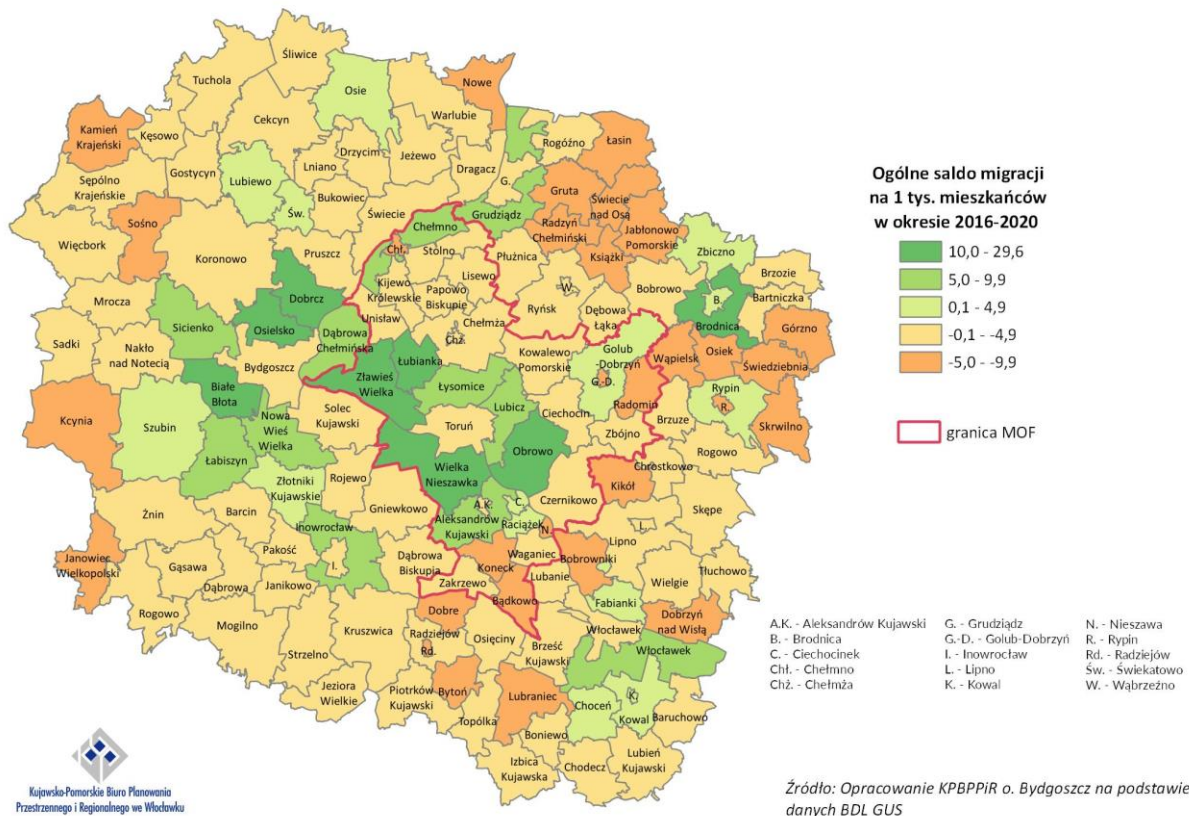 Śliwice
Tuchola
Osie
Nowe
Cekcyn
Warlubie
Kamień
Krajeński
Kęsowo
Rogóźno
Łasin
Gostycyn
Lniano
Drzycim
Jeżewo
Dragacz
G.
Sępólno
Krajeńskie
Lubiewo
Bukowiec
Gruta
Świecie
nad Osą
Sośno
Św.
Świecie
Grudziądz
Radzyń
Chełmiński
Jabłonowo
Pomorskie
Chełmno
Więcbork
Koronowo
Pruszcz
Chł.
Stolno
Płużnica
Książki
Zbiczno
Lisewo
Kijewo
Królewskie
Papowo
Biskupie
W.
Bobrowo
Brzozie
Mrocza
Dobrcz
Unisław
Ryńsk
Dębowa
Łąka
B.
Bartniczka
Sicienko
Osielsko
Dąbrowa
Chełmińska
Chełmża
Chż.
Brodnica
Górzno
Sadki
Nakło
nad Notecią
Łubianka
Kowalewo
Pomorskie
Golub
-Dobrzyń
Wąpielsk
Osiek
Świedziebnia
Bydgoszcz
Zławieś
Wielka
Łysomice
G.-D.
Białe
Błota
Lubicz
Rypin
R.
Kcynia
Solec
Kujawski
Toruń
Ciechocin
Radomin
Skrwilno
Szubin
Nowa
Wieś
Wielka
Brzuze
Łabiszyn
Obrowo
Zbójno
Rogowo
Wielka
Nieszawka
Chrostkowo
Złotniki
Kujawskie
Rojewo
Kikół
Czernikowo
Żnin
Barcin
Gniewkowo
A.K.
C.
Skępe
Inowrocław
Aleksandrów
Kujawski
Raciążek
N.
L.
Pakość
I.
Dąbrowa
Biskupia
Waganiec
Lipno
Janowiec
Wielkopolski
Gąsawa
Koneck
Bobrowniki
Tłuchowo
Dąbrowa
Janikowo
Zakrzewo
Lubanie
Wielgie
Bądkowo
Fabianki
Rogowo
Mogilno
Kruszwica
Dobre
Dobrzyń
nad Wisłą
Radziejów
Osięciny
Włocławek
Strzelno
Rd.
Brześć
Kujawski
Włocławek
Jeziora
Wielkie
Piotrków
Kujawski
Bytoń
Lubraniec
K.
Choceń
Kowal
Baruchowo
Topólka
Boniewo
Izbica
Kujawska
Chodecz
Lubień
Kujawski
Ogólne saldo migracji
na 1 tys. mieszkańców
w okresie 2016-2020
10,0 - 29,6
5,0 - 9,9
0,1 - 4,9
-0,1 - -4,9
-5,0 - -9,9
granica MOF
A.K. - Aleksandrów Kujawski
B. - Brodnica
C. - Ciechocinek
Chł. - Chełmno
Chż. - Chełmża
G. - Grudziądz
G.-D. - Golub-Dobrzyń
I. - Inowrocław
L. - Lipno
K. - Kowal
N. - Nieszawa
R. - Rypin
Rd. - Radziejów
Św. - Świekatowo
W. - Wąbrzeźno
Kujawsko-Pomorskie Biuro Planowania
Przestrzennego i Regionalnego we Włocławku
Źródło: Opracowanie KPBPPiR o. Bydgoszcz na podstawie
danych BDL GUS